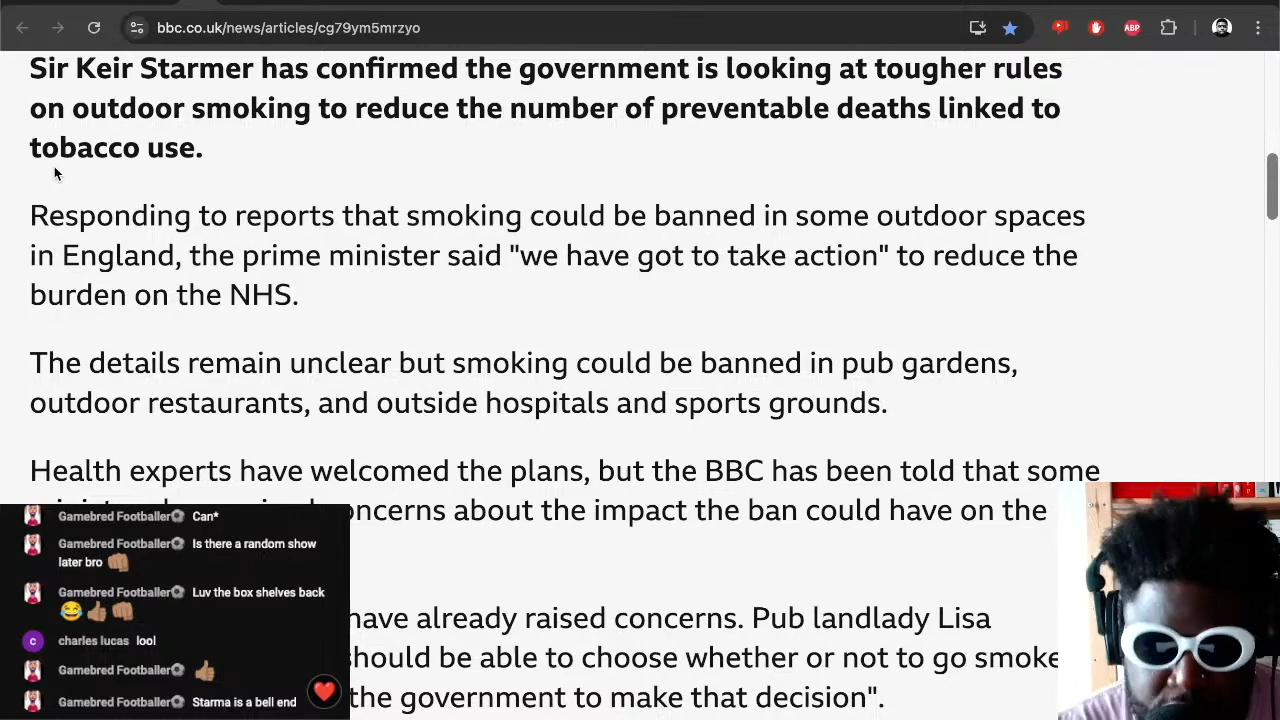 bbc.co.uk/news/articles/cg79ym5mrzyo
ABP
Sir Keir Starmer has confirmed the government is looking at tougher rules
on outdoor smoking to reduce the number of preventable deaths linked to
tobacco use.
Responding to reports that smoking could be banned in some outdoor spaces
in England, the prime minister said "we have got to take action" to reduce the
burden on the NHS.
The details remain unclear but smoking could be banned in pub gardens,
outdoor restaurants, and outside hospitals and sports grounds.
Health experts have welcomed the plans, but the BBC has been told that some
concerns about the impact the ban could have on the
have already raised concerns. Pub landlady Lisa
should be able to choose whether or not to go smoke
the government to make that decision".
Gamebred Footballer⚽ Can*
Gamebred Footballer⚽ Is there a random show
later bro 👊🏽
Gamebred Footballer⚽ Luv the box shelves back
😂👍🏽👊🏽
c charles lucas lool
Gamebred Footballer⚽ 👍🏽
Gamebred Footballer⚽ Starma is a bell end